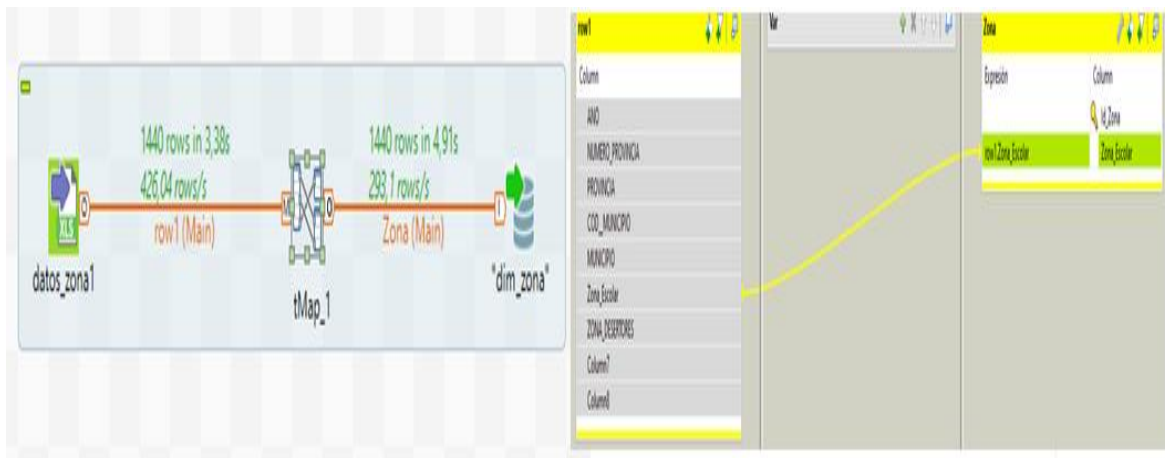 1440 rows in 3,38s
426,04 rows/s
row1 (Main)
1440 rows in 4,91s
293,1 rows/s
Zona (Main)
XLS
datos_zona1
tMap_1
"dim_zona"
row1
Column
ANO
NUMERO_PROVINCIA
PROVINCIA
COD_MUNICIPIO
MUNICIPIO
Zona_Escolar
ZONA_DESERTORES
Column7
Column8
Var
Zona
Expresión Column
Id_Zona
row1.Zona_Escolar Zona_Escolar